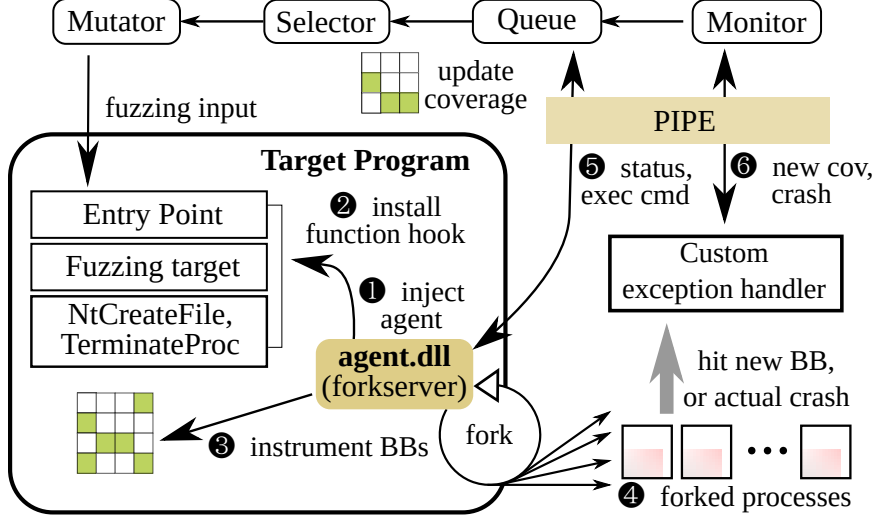 Mutator
Selector
Queue
Monitor
fuzzing input
update
coverage
PIPE
Target Program
❺ status,
exec cmd
❻ new cov,
crash
Entry Point
Fuzzing target
NtCreateFile,
TerminateProc
❷ install
function hook
❶ inject
agent
Custom
exception handler
agent.dll
(forkserver)
hit new BB,
or actual crash
❸ instrument BBs
fork
❹ forked processes